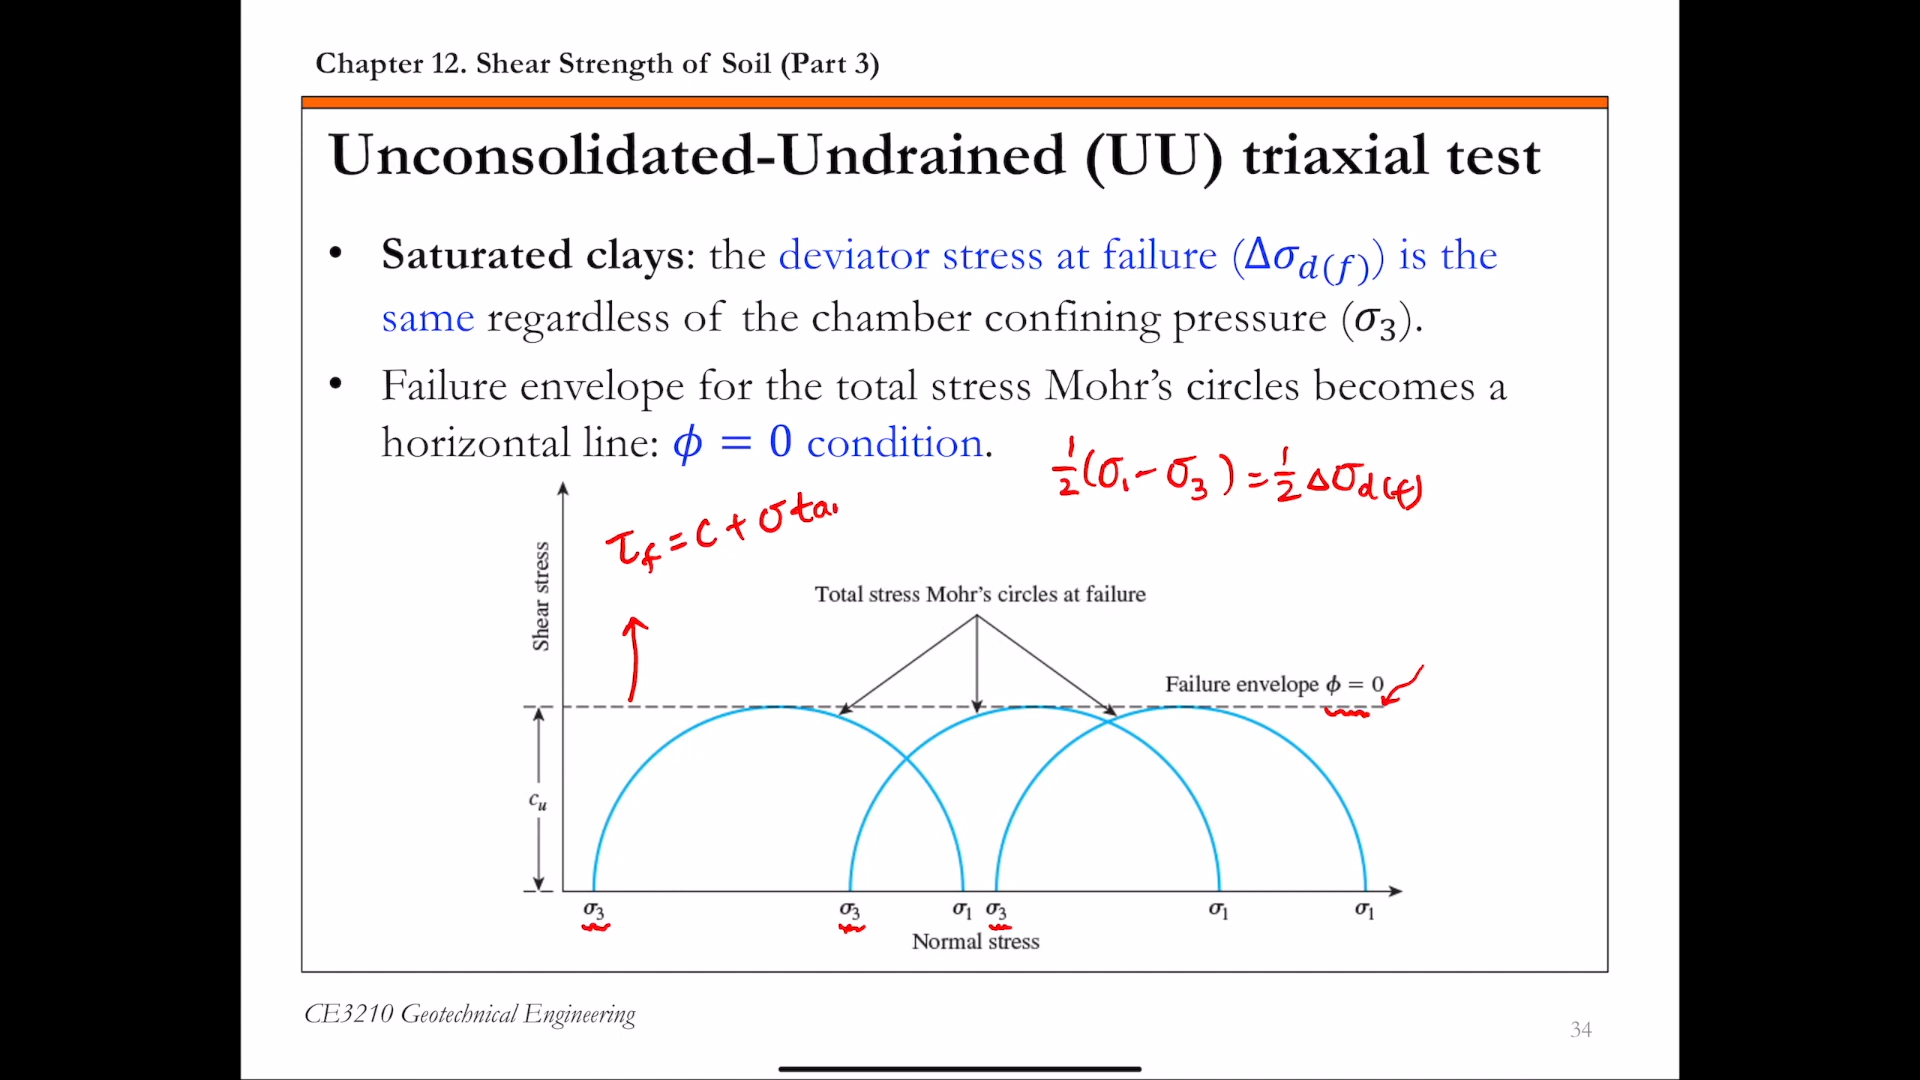 Chapter 12. Shear Strength of Soil (Part 3)
Unconsolidated-Undrained (UU) triaxial test
• Saturated clays: the deviator stress at failure (Δσd(f)) is the
same regardless of the chamber confining pressure (σ3).
• Failure envelope for the total stress Mohr’s circles becomes a
horizontal line: ϕ = 0 condition.
½(σ1 − σ3) = ½ Δσd(f)
τf = c + σ ta
Shear stress
Total stress Mohr’s circles at failure
Failure envelope ϕ = 0
cu
σ3 σ3 σ1 σ3 σ1 σ1
Normal stress
CE3210 Geotechnical Engineering
34